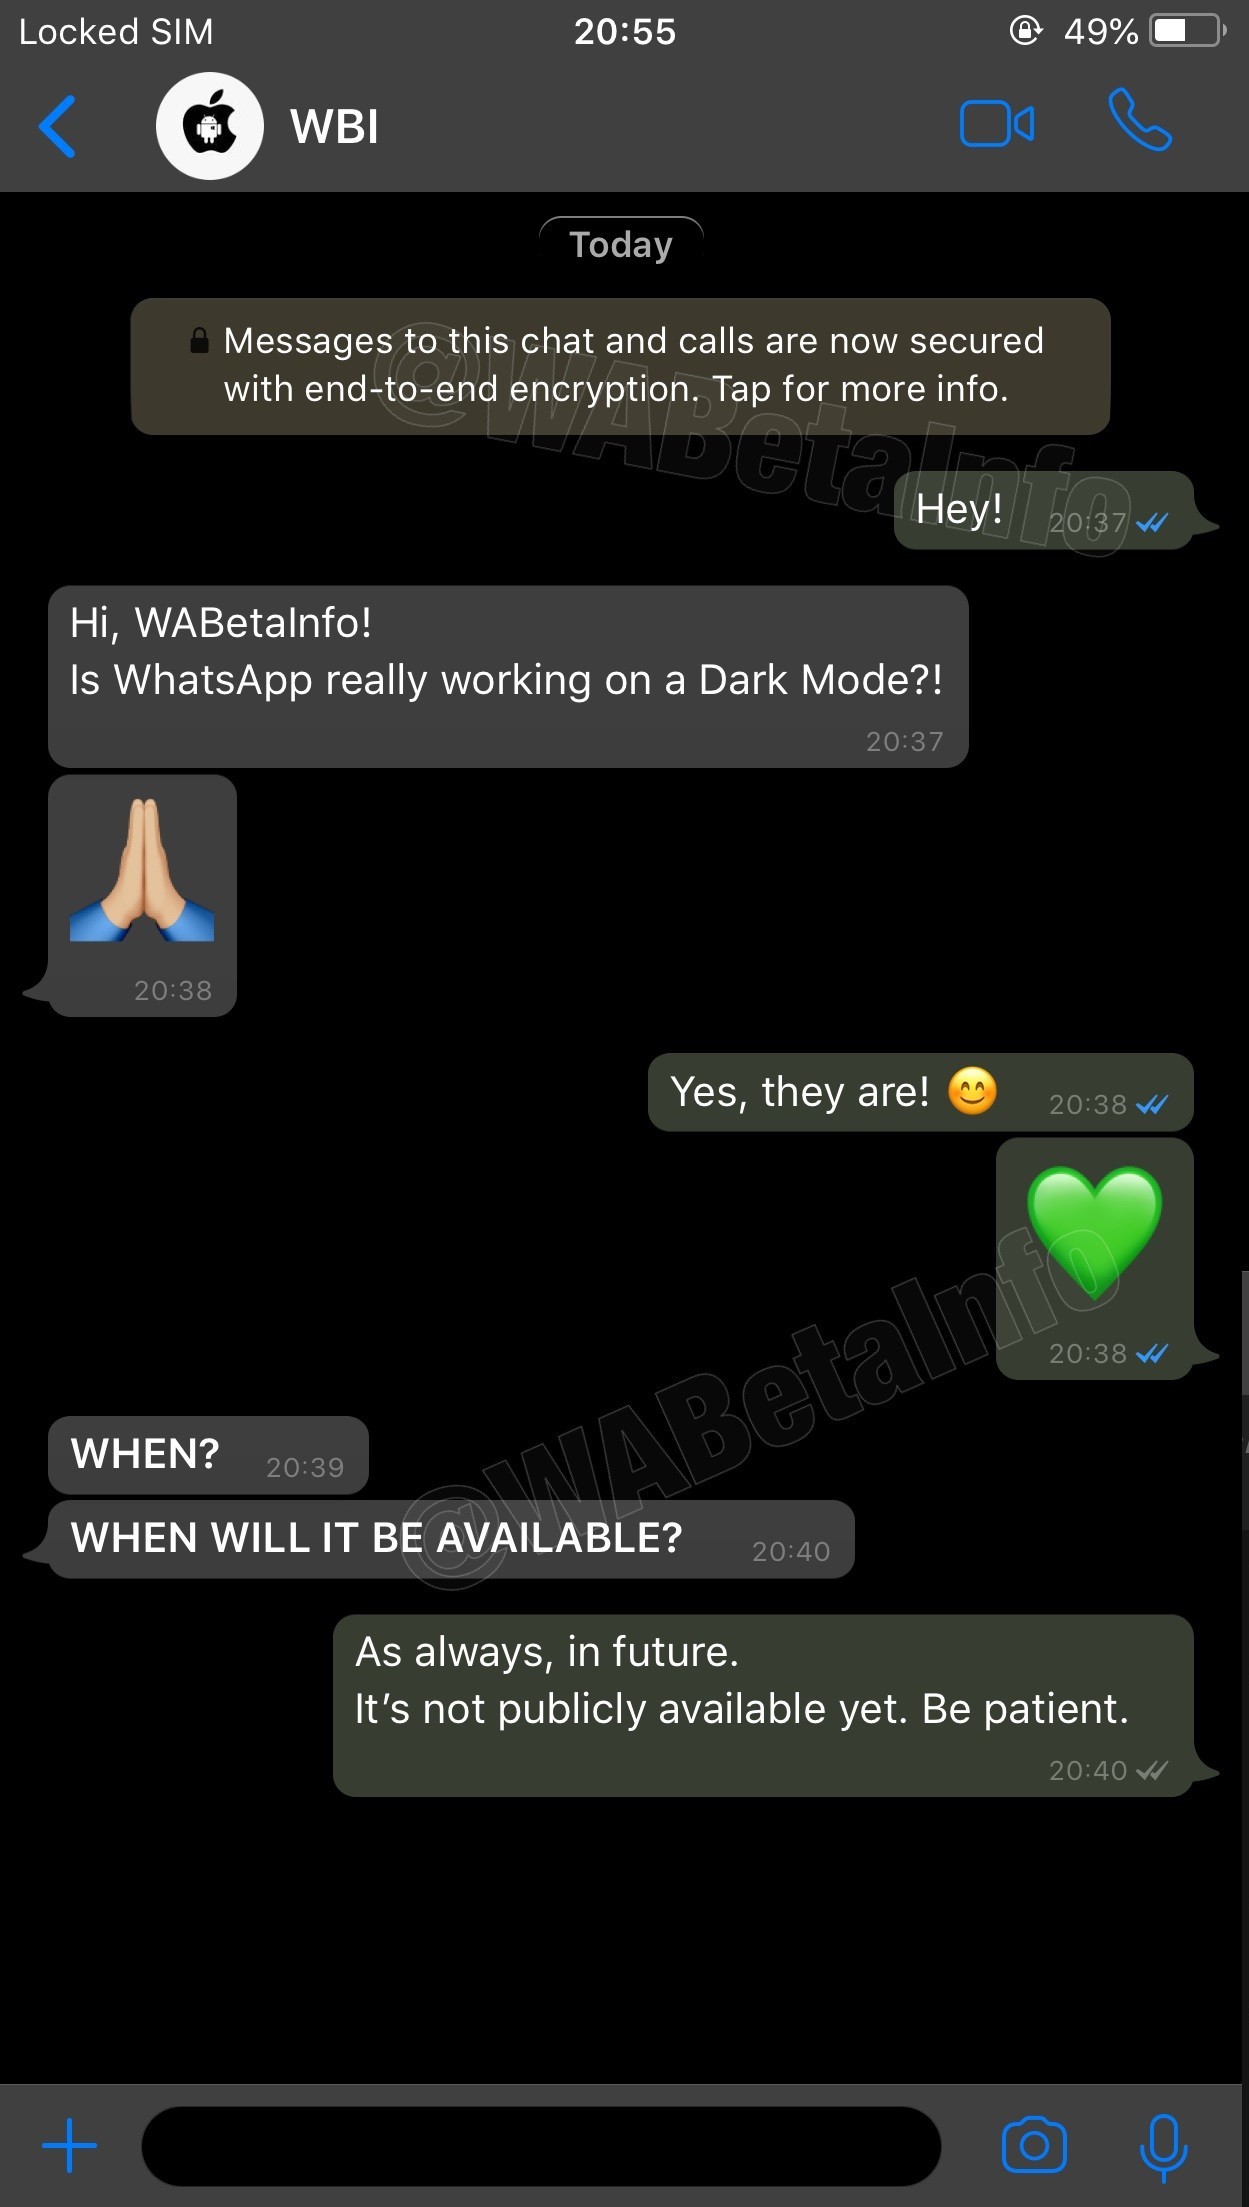 Locked SIM 20:55 49%
WBI
Today
Messages to this chat and calls are now secured
with end-to-end encryption. Tap for more info.
@WABetaInfo
Hey! 20:37
Hi, WABetaInfo!
Is WhatsApp really working on a Dark Mode?!
20:37
🙏🏼
20:38
Yes, they are! 😊 20:38
💚
20:38
@WABetaInfo
WHEN? 20:39
WHEN WILL IT BE AVAILABLE? 20:40
As always, in future.
It’s not publicly available yet. Be patient.
20:40